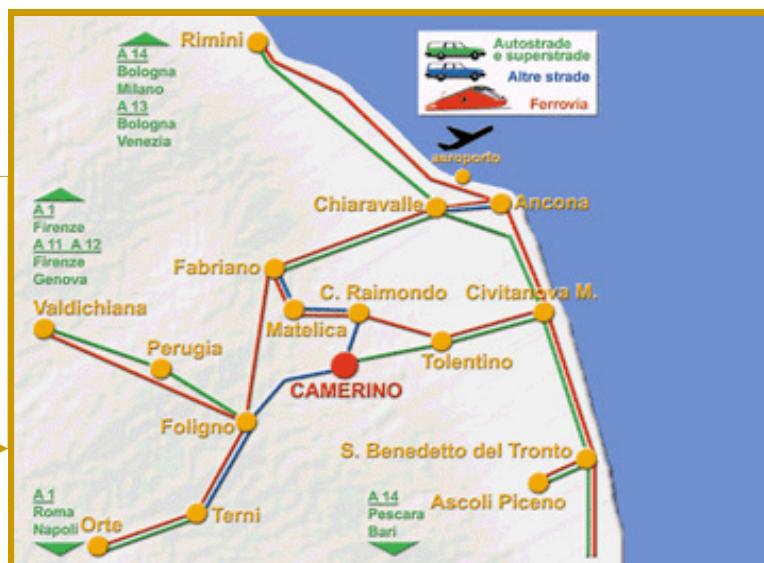 Rimini
A 14
Bologna
Milano
A 13
Bologna
Venezia
Autostrade
e superstrade
Altre strade
Ferrovia
aeroporto
Chiaravalle
Ancona
A 1
Firenze
A 11 A 12
Firenze
Genova
Fabriano
C. Raimondo
Civitanova M.
Valdichiana
Matelica
Perugia
Tolentino
CAMERINO
Foligno
S. Benedetto del Tronto
Ascoli Piceno
A 1
Roma
Napoli
Orte
Terni
A 14
Pescara
Bari